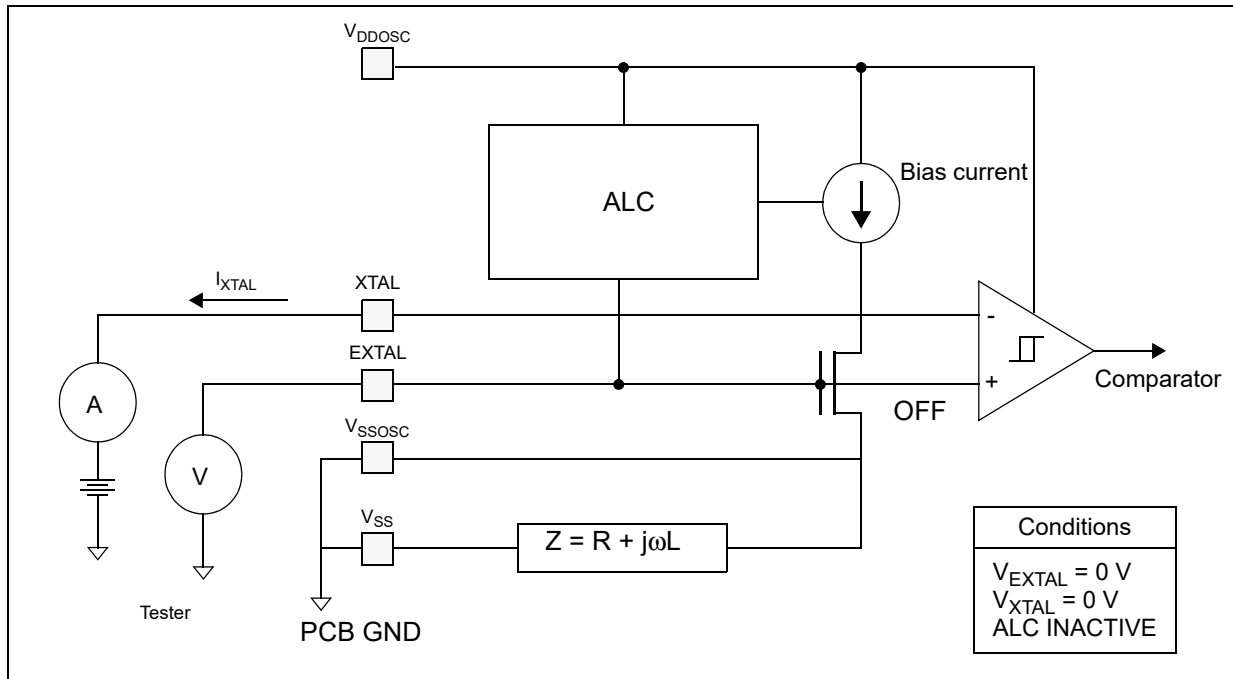 VDDOSC
Bias current
ALC
IXTAL
XTAL
-
EXTAL
+
Comparator
A
OFF
VSSOSC
V
VSS
Z = R + jωL
Conditions
VEXTAL = 0 V
VXTAL = 0 V
ALC INACTIVE
Tester
PCB GND